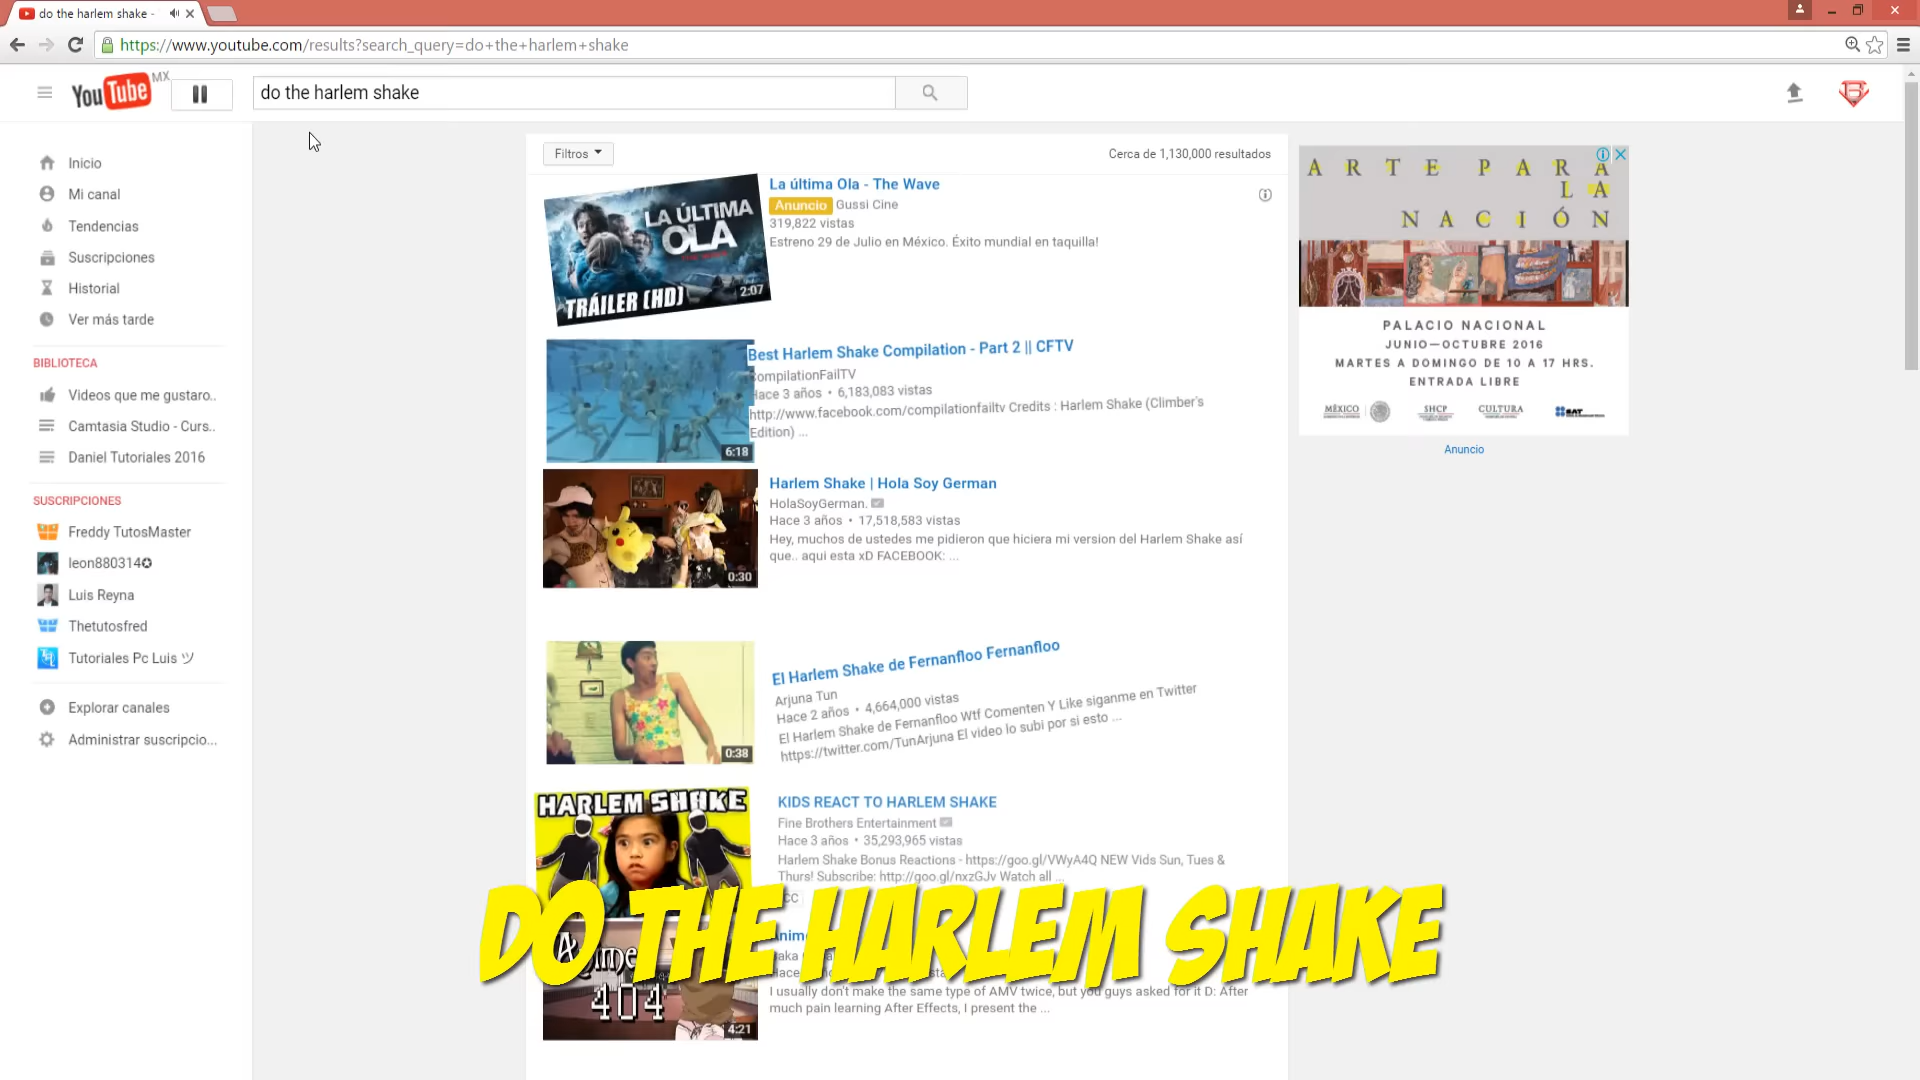 do the harlem shake -
https://www.youtube.com/results?search_query=do+the+harlem+shake
YouTube MX
do the harlem shake
Inicio
Mi canal
Tendencias
Suscripciones
Historial
Ver más tarde
BIBLIOTECA
Videos que me gustaro..
Camtasia Studio - Curs..
Daniel Tutoriales 2016
SUSCRIPCIONES
Freddy TutosMaster
leon880314✪
Luis Reyna
Thetutosfred
Tutoriales Pc Luis ツ
Explorar canales
Administrar suscripcio...
Filtros
Cerca de 1,130,000 resultados
LA ÚLTIMA
OLA
TRÁILER (HD)
2:07
La última Ola - The Wave
Anuncio Gussi Cine
319,822 vistas
Estreno 29 de Julio en México. Éxito mundial en taquilla!
6:18
Best Harlem Shake Compilation - Part 2 || CFTV
CompilationFailTV
Hace 3 años • 6,183,083 vistas
http://www.facebook.com/compilationfailtv Credits : Harlem Shake (Climber's
Edition) ...
0:30
Harlem Shake | Hola Soy German
HolaSoyGerman.
Hace 3 años • 17,518,583 vistas
Hey, muchos de ustedes me pidieron que hiciera mi version del Harlem Shake así
que.. aqui esta xD FACEBOOK: ...
0:38
El Harlem Shake de Fernanfloo Fernanfloo
Arjuna Tun
Hace 2 años • 4,664,000 vistas
El Harlem Shake de Fernanfloo Wtf Comenten Y Like siganme en Twitter
https://twitter.com/TunArjuna El video lo subi por si esto ...
HARLEM SHAKE
KIDS REACT TO HARLEM SHAKE
Fine Brothers Entertainment
Hace 3 años • 35,293,965 vistas
Harlem Shake Bonus Reactions - https://goo.gl/VWyA4Q NEW Vids Sun, Tues &
Thurs! Subscribe: http://goo.gl/nxzGJv Watch all ...
CC
DO THE HARLEM SHAKE
Anime
404
4:21
I usually don't make the same type of AMV twice, but you guys asked for it D: After
much pain learning After Effects, I present the ...
ARTE PARA
LA
NACIÓN
PALACIO NACIONAL
JUNIO—OCTUBRE 2016
MARTES A DOMINGO DE 10 A 17 HRS.
ENTRADA LIBRE
MÉXICO
SHCP
CULTURA
SAT
Anuncio